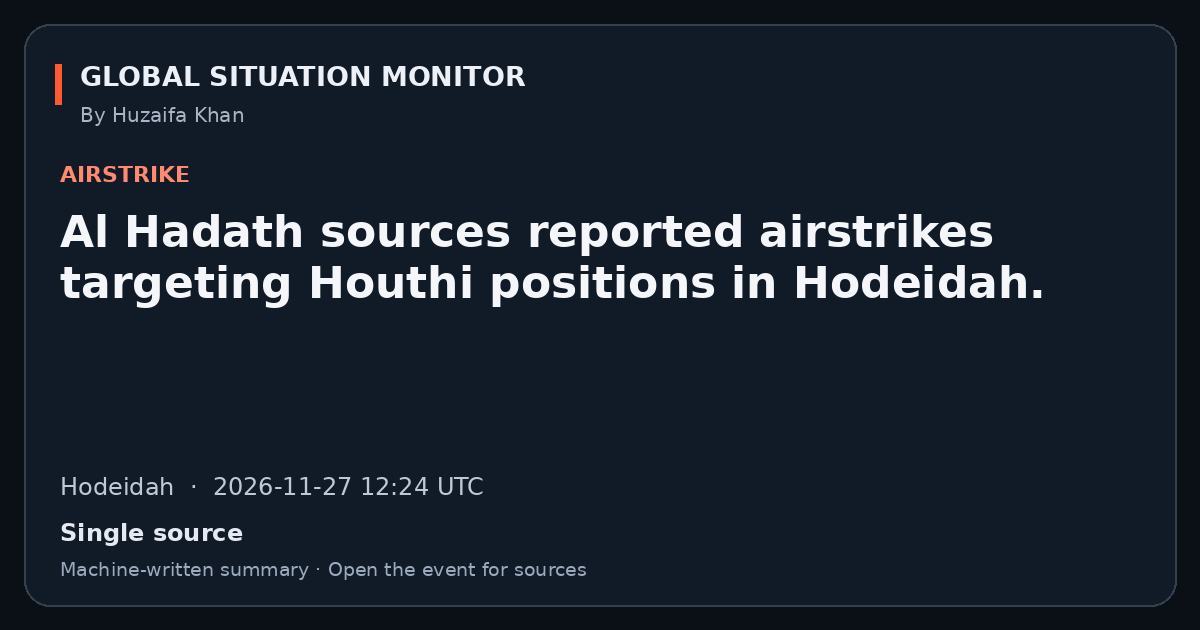 GLOBAL SITUATION MONITOR
By Huzaifa Khan
AIRSTRIKE
Al Hadath sources reported airstrikes
targeting Houthi positions in Hodeidah.
Hodeidah · 2026-11-27 12:24 UTC
Single source
Machine-written summary · Open the event for sources